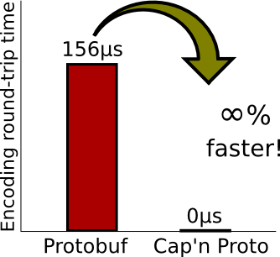 Encoding round-trip time
156µs
∞%
faster!
0µs
Protobuf
Cap'n Proto